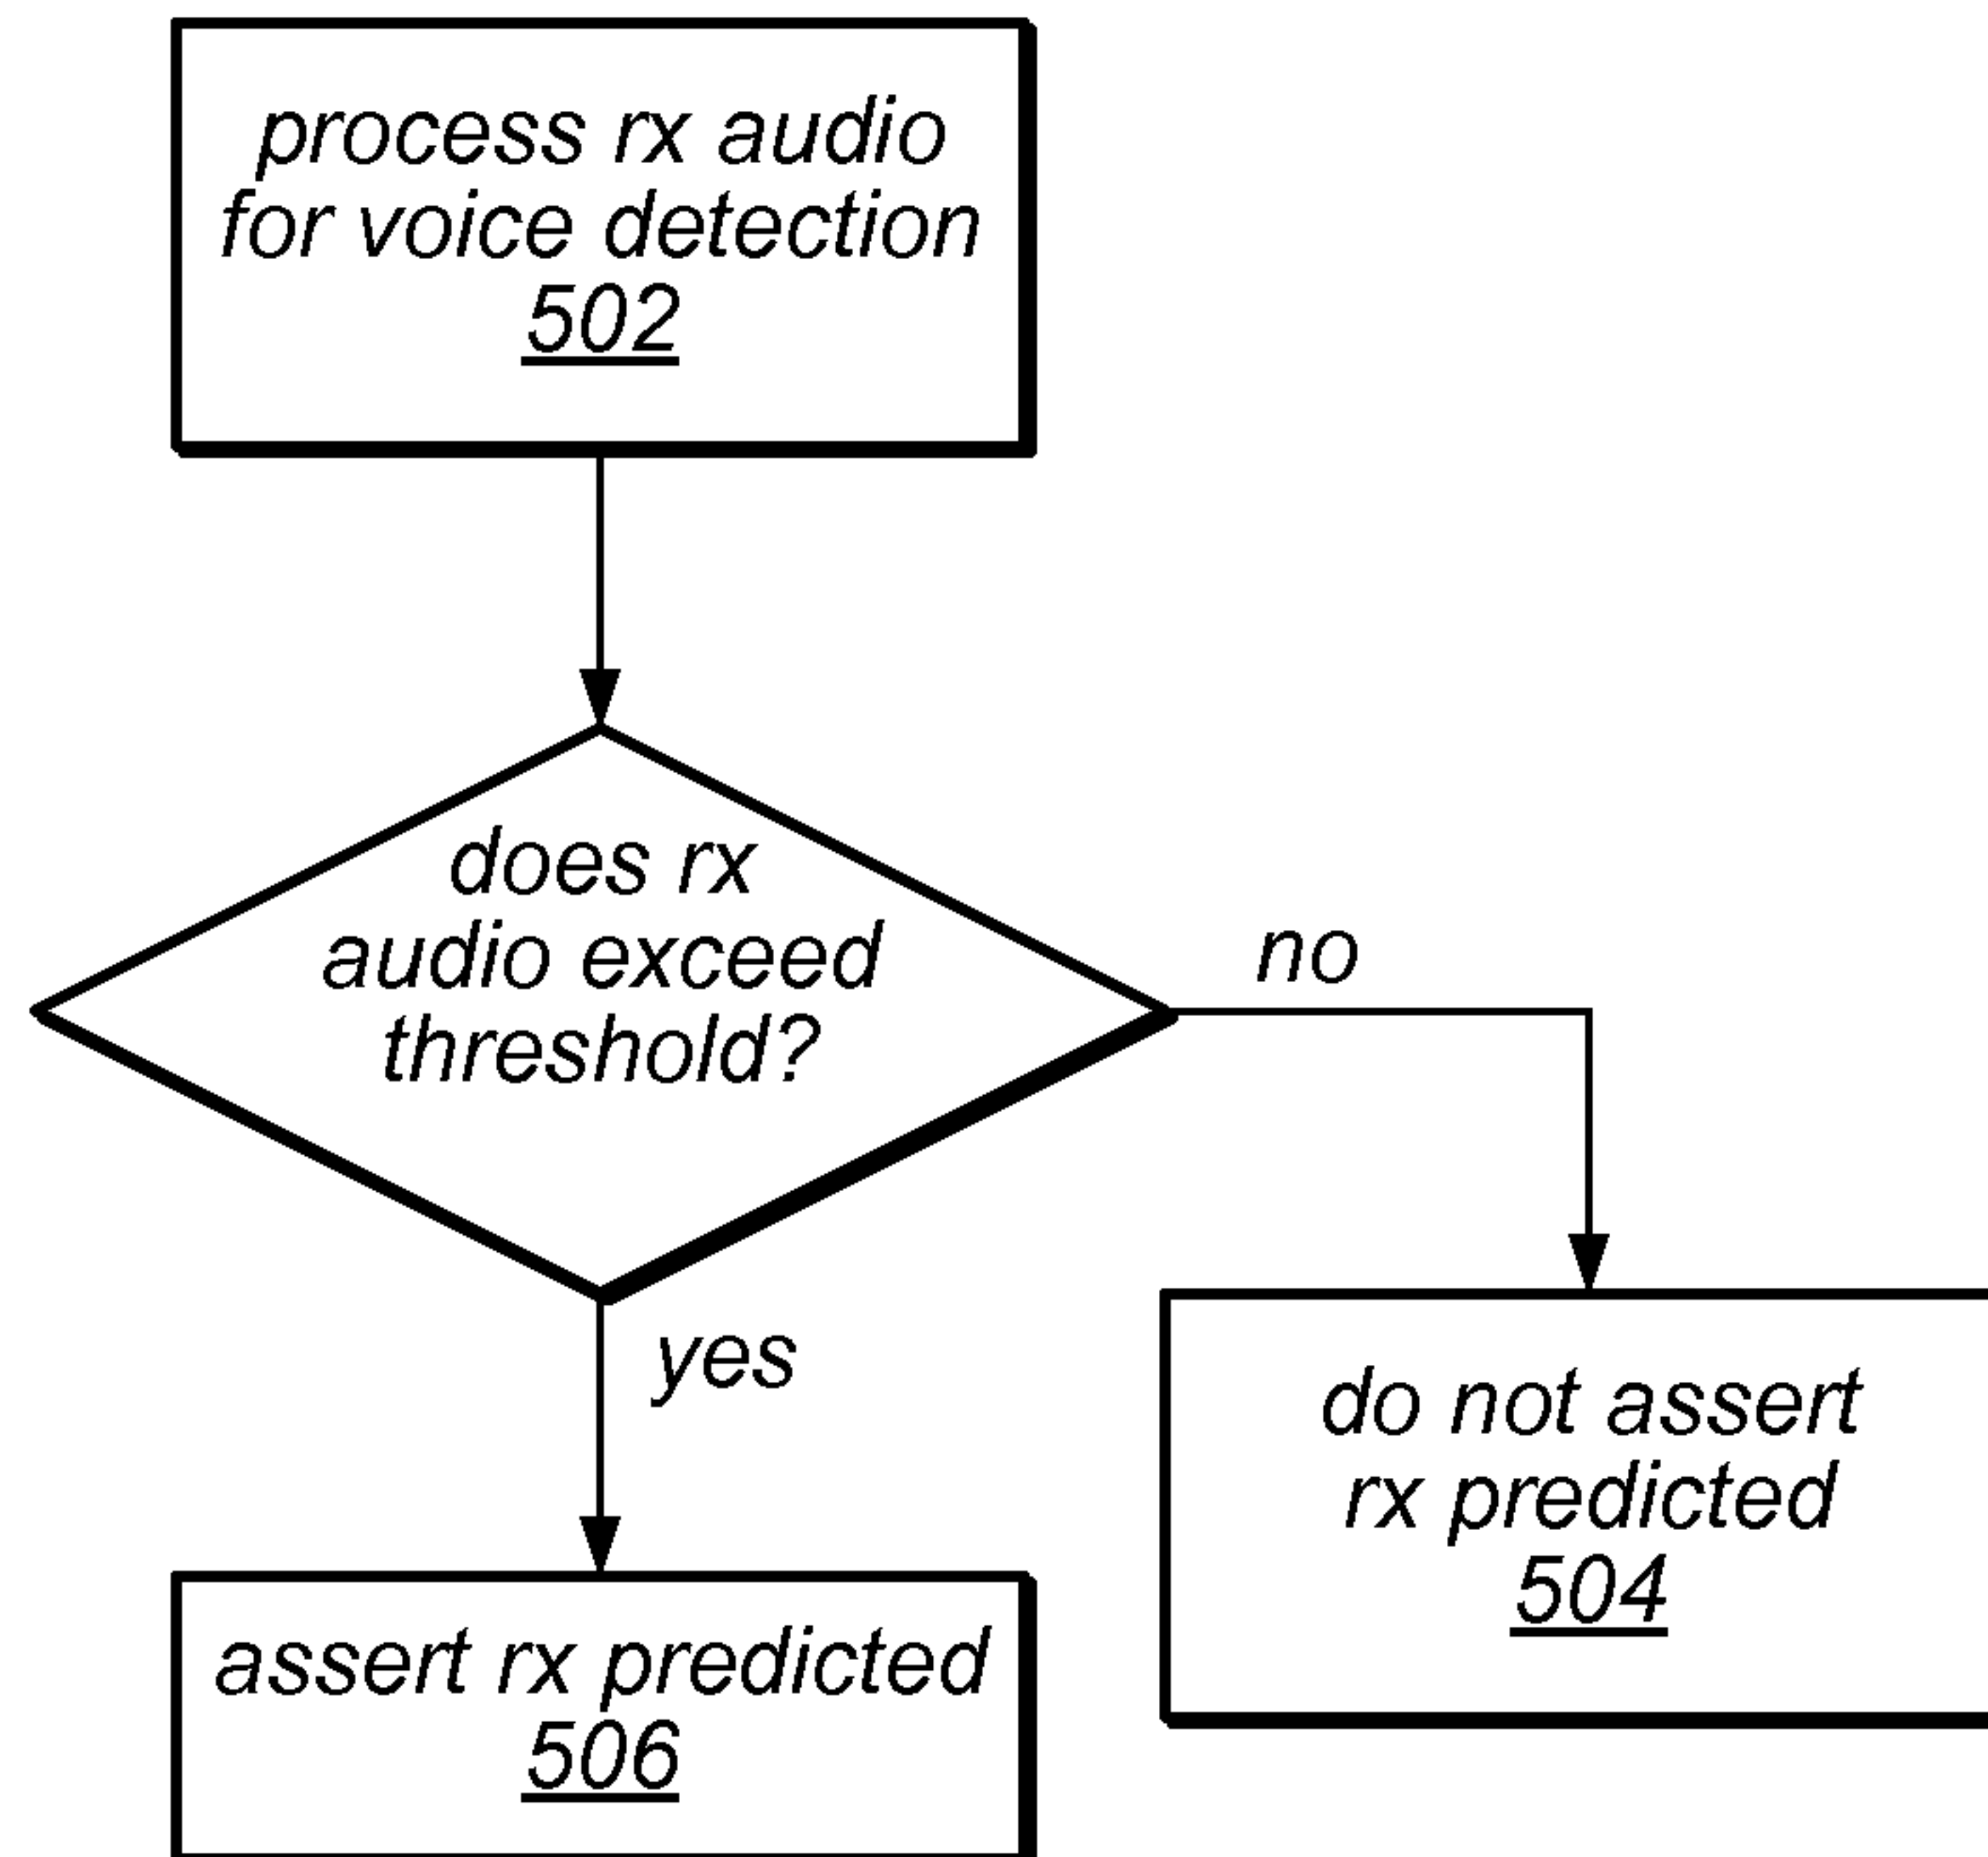 process rx audio
for voice detection
502
does rx
audio exceed
threshold?
no
yes
do not assert
rx predicted
504
assert rx predicted
506